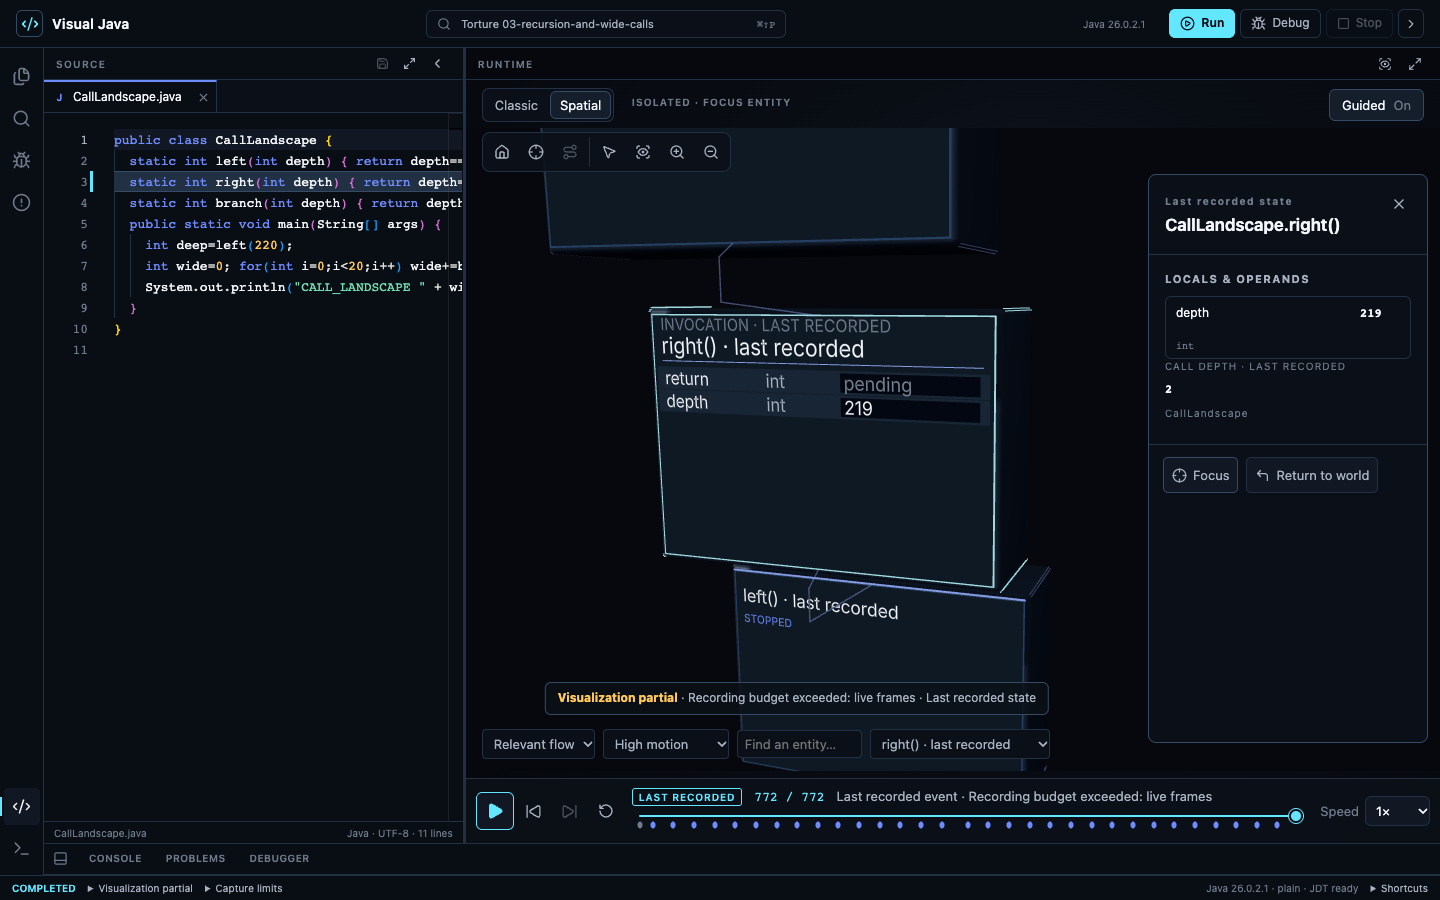 Visual Java
Torture 03-recursion-and-wide-calls
⌘⇧P
Java 26.0.2.1
Run
Debug
Stop
SOURCE
RUNTIME
J CallLandscape.java
Classic
Spatial
ISOLATED · FOCUS ENTITY
Guided On
1 public class CallLandscape {
2 static int left(int depth) { return depth==
3 static int right(int depth) { return depth=
4 static int branch(int depth) { return depth
5 public static void main(String[] args) {
6 int deep=left(220);
7 int wide=0; for(int i=0;i<20;i++) wide+=b
8 System.out.println("CALL_LANDSCAPE " + wi
9 }
10 }
11
INVOCATION · LAST RECORDED
right() · last recorded
return int pending
depth int 219
left() · last recorded
STOPPED
Last recorded state
CallLandscape.right()
LOCALS & OPERANDS
depth 219
int
CALL DEPTH · LAST RECORDED
2
CallLandscape
Focus
Return to world
Visualization partial · Recording budget exceeded: live frames · Last recorded state
Relevant flow
High motion
Find an entity...
right() · last recorded
LAST RECORDED 772 / 772 Last recorded event · Recording budget exceeded: live frames
Speed 1×
CallLandscape.java
Java · UTF-8 · 11 lines
CONSOLE
PROBLEMS
DEBUGGER
COMPLETED
Visualization partial
Capture limits
Java 26.0.2.1 · plain · JDT ready
Shortcuts